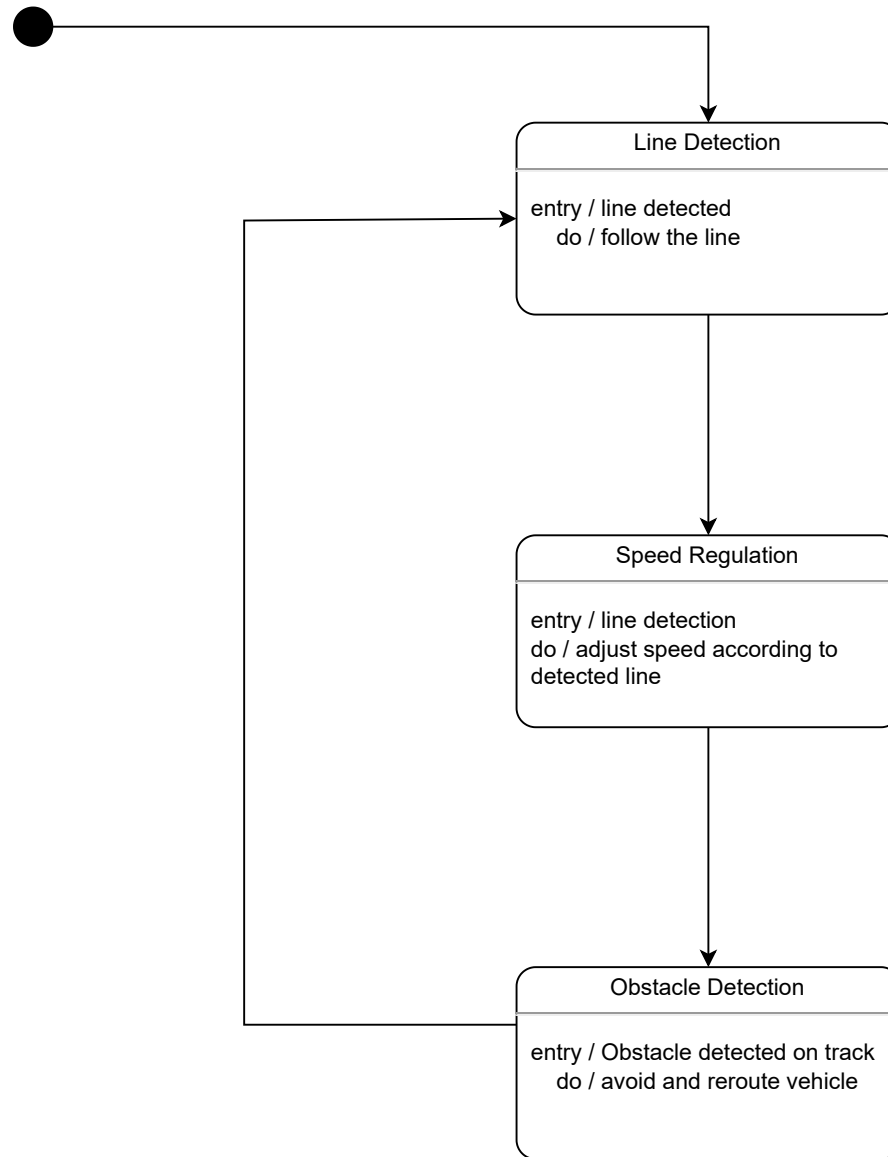 Line Detection
entry / line detected
do / follow the line
Speed Regulation
entry / line detection
do / adjust speed according to
detected line
Obstacle Detection
entry / Obstacle detected on track
do / avoid and reroute vehicle